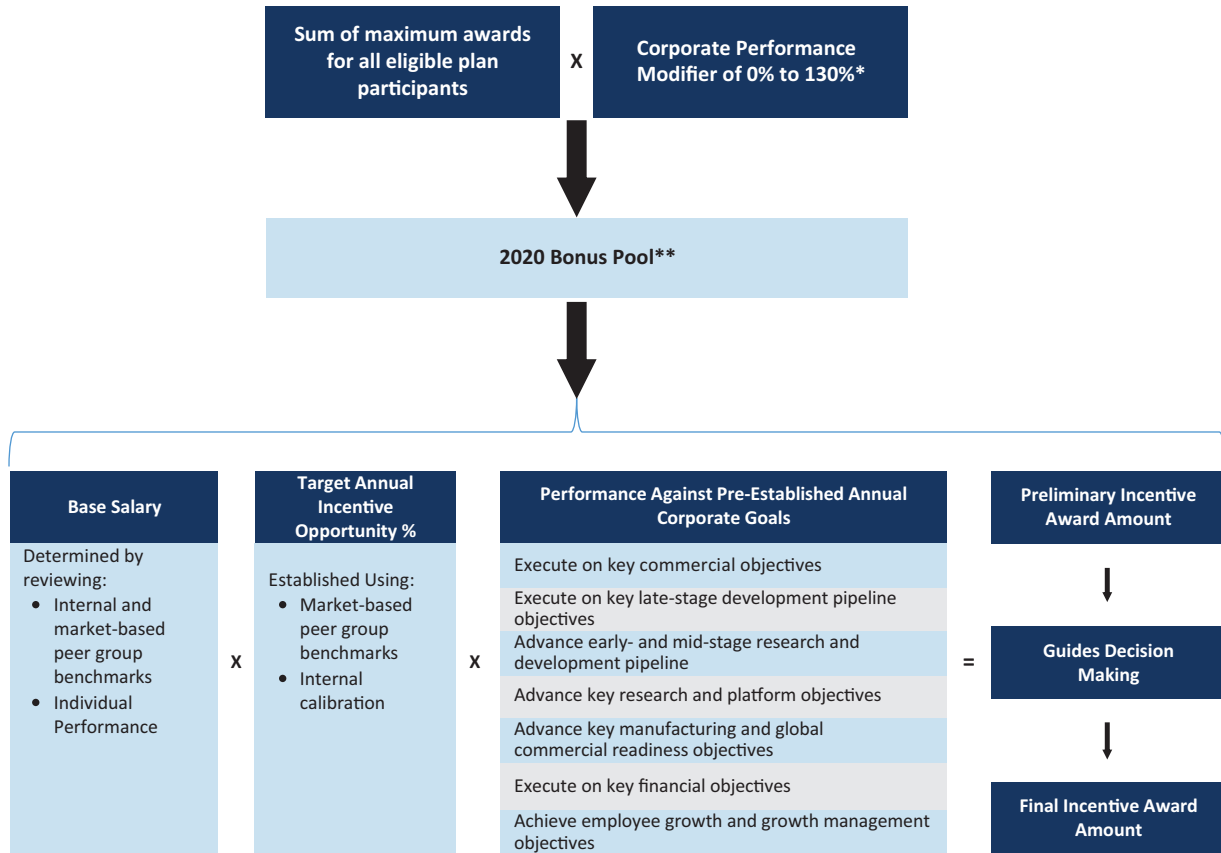 Sum of maximum awards
for all eligible plan
participants
X
Corporate Performance
Modifier of 0% to 130%*
2020 Bonus Pool**
Base Salary
Determined by
reviewing:
• Internal and
market-based
peer group
benchmarks
• Individual
Performance
X
Target Annual
Incentive
Opportunity %
Established Using:
• Market-based
peer group
benchmarks
• Internal
calibration
X
Performance Against Pre-Established Annual
Corporate Goals
Execute on key commercial objectives
Execute on key late-stage development pipeline
objectives
Advance early- and mid-stage research and
development pipeline
Advance key research and platform objectives
Advance key manufacturing and global
commercial readiness objectives
Execute on key financial objectives
Achieve employee growth and growth management
objectives
=
Preliminary Incentive
Award Amount
Guides Decision
Making
Final Incentive Award
Amount